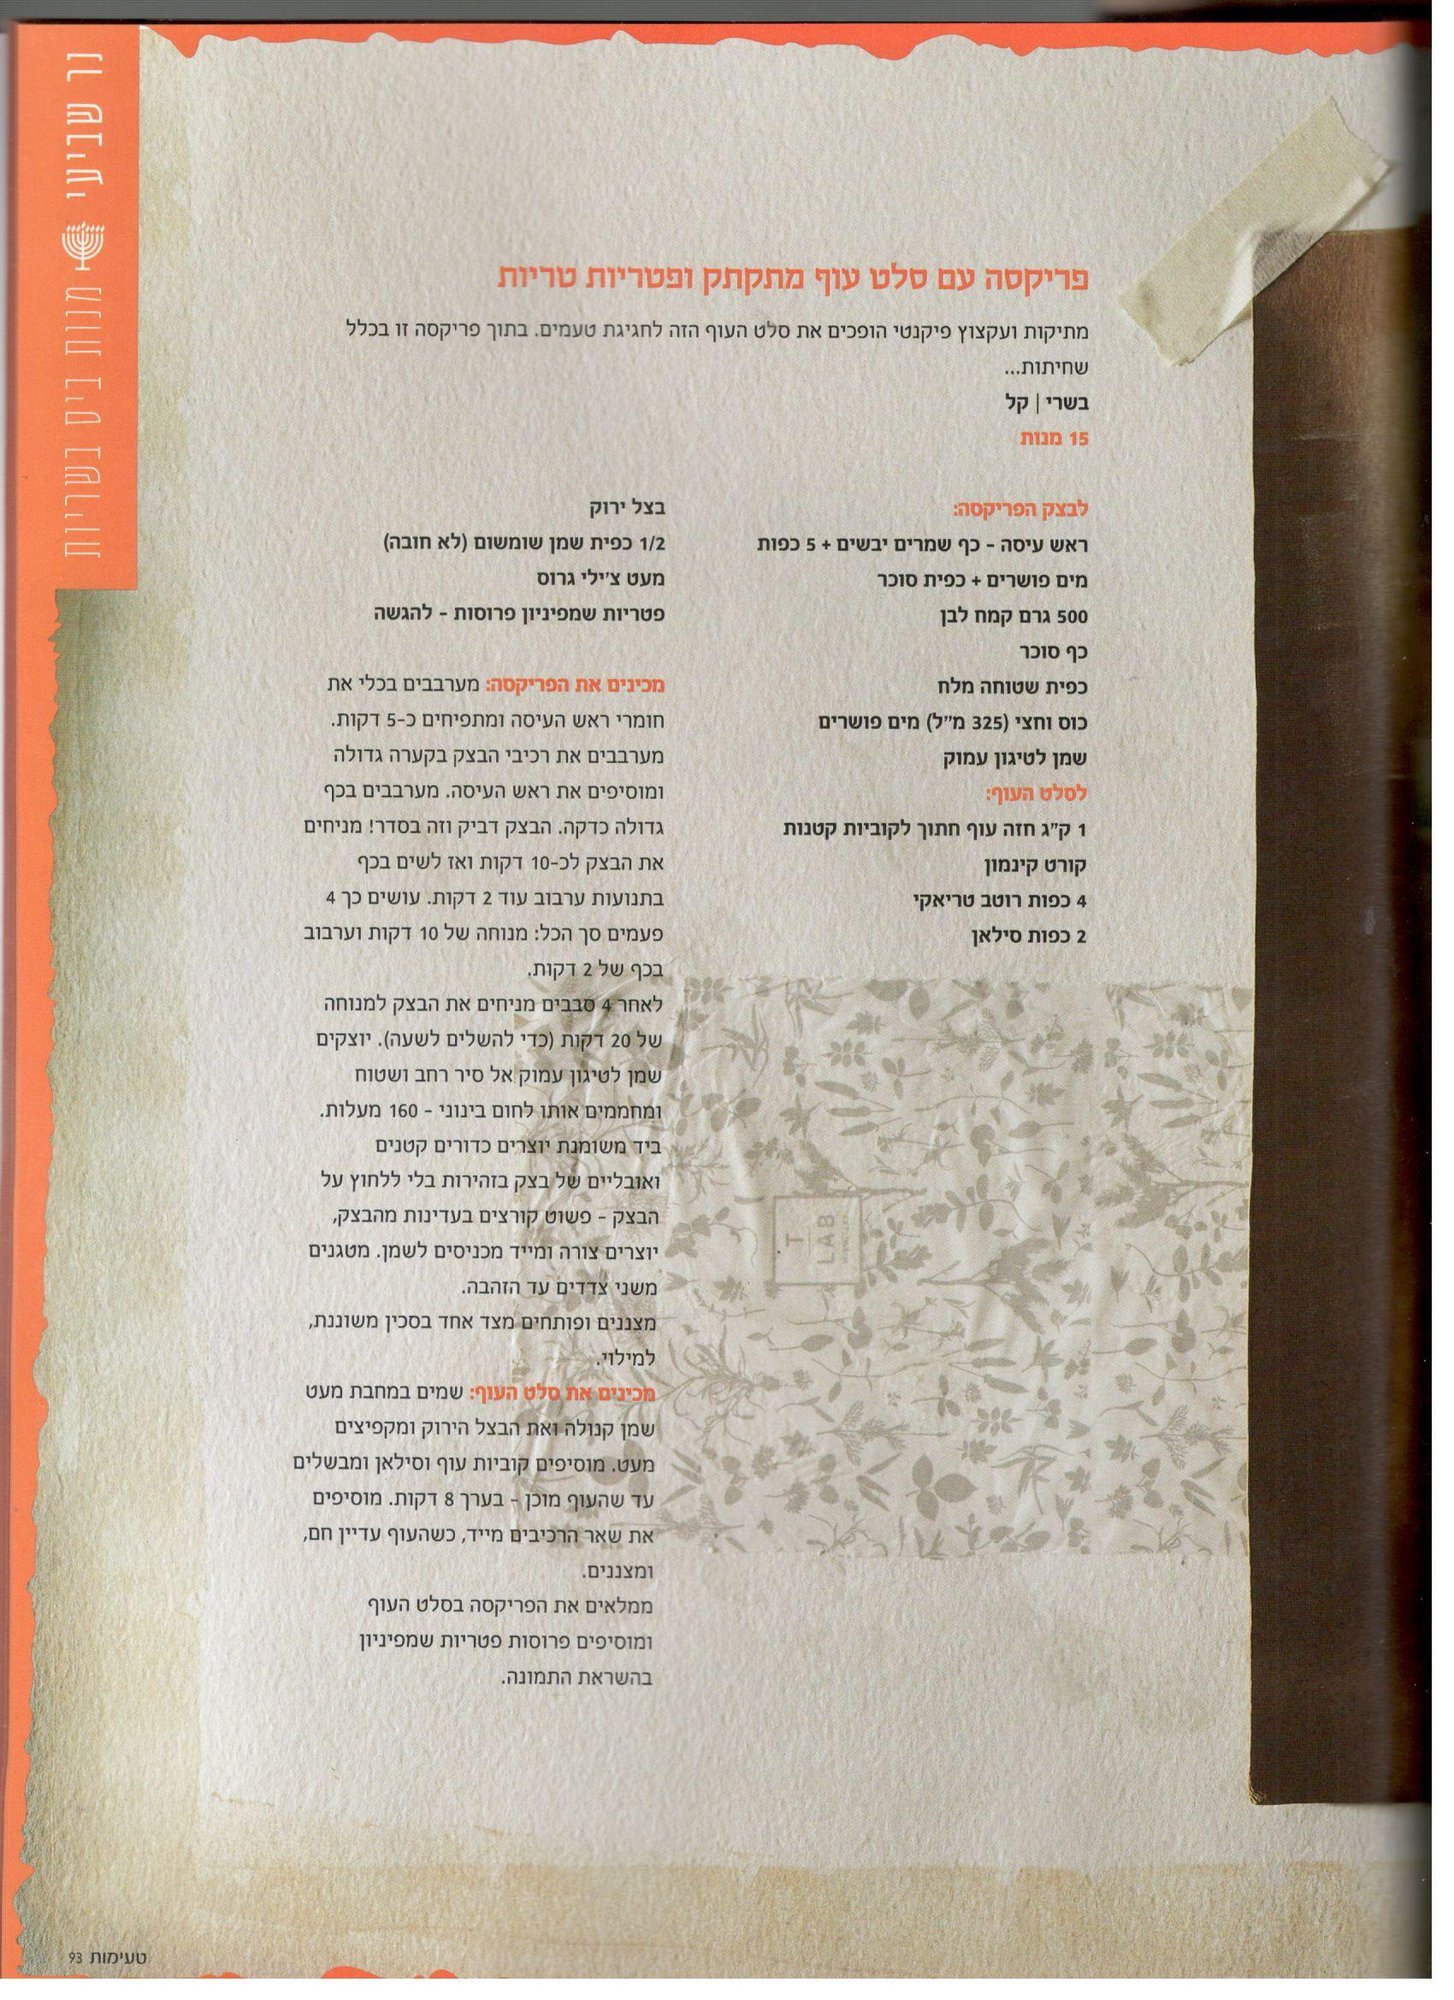 נר שביעי
מנות ביס בשריות
פריקסה עם סלט עוף מתקתק ופטריות טריות
מתיקות ועקצוץ פיקנטי הופכים את סלט העוף הזה לחגיגת טעמים. בתוך פריקסה זו בכלל
שחיתות...
בשרי | קל
15 מנות
לבצק הפריקסה:
ראש עיסה – כף שמרים יבשים + 5 כפות
מים פושרים + כפית סוכר
500 גרם קמח לבן
כף סוכר
כפית שטוחה מלח
כוס וחצי (325 מ״ל) מים פושרים
שמן לטיגון עמוק
לסלט העוף:
1 ק״ג חזה עוף חתוך לקוביות קטנות
קורט קינמון
4 כפות רוטב טריאקי
2 כפות סילאן
בצל ירוק
1/2 כפית שמן שומשום (לא חובה)
מעט צ׳ילי גרוס
פטריות שמפיניון פרוסות – להגשה
מכינים את הפריקסה: מערבבים בכלי את
חומרי ראש העיסה ומתפיחים כ-5 דקות.
מערבבים את רכיבי הבצק בקערה גדולה
ומוסיפים את ראש העיסה. מערבבים בכף
גדולה כדקה. הבצק דביק וזה בסדר! מניחים
את הבצק לכ-10 דקות ואז לשים בכף
בתנועות ערבוב עוד 2 דקות. עושים כך 4
פעמים סך הכל: מנוחה של 10 דקות וערבוב
בכף של 2 דקות.
לאחר 4 סבבים מניחים את הבצק למנוחה
של 20 דקות (כדי להשלים לשעה). יוצקים
שמן לטיגון עמוק אל סיר רחב ושטוח
ומחממים אותו לחום בינוני – 160 מעלות.
ביד משומנת יוצרים כדורים קטנים
ואובליים של בצק בזהירות בלי ללחוץ על
הבצק – פשוט קורצים בעדינות מהבצק,
יוצרים צורה ומייד מכניסים לשמן. מטגנים
משני צדדים עד הזהבה.
מצננים ופותחים מצד אחד בסכין משוננת,
למילוי.
מכינים את סלט העוף: שמים במחבת מעט
שמן קנולה ואת הבצל הירוק ומקפיצים
מעט. מוסיפים קוביות עוף וסילאן ומבשלים
עד שהעוף מוכן – בערך 8 דקות. מוסיפים
את שאר הרכיבים מייד, כשהעוף עדיין חם,
ומצננים.
ממלאים את הפריקסה בסלט העוף
ומוסיפים פרוסות פטריות שמפיניון
בהשראת התמונה.
T
LAB
טעימות 93